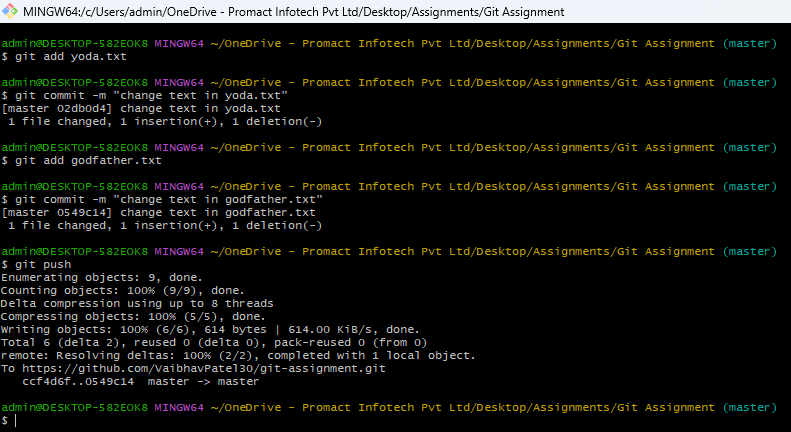 MINGW64:/c/Users/admin/OneDrive - Promact Infotech Pvt Ltd/Desktop/Assignments/Git Assignment
admin@DESKTOP-582EOK8 MINGW64 ~/OneDrive - Promact Infotech Pvt Ltd/Desktop/Assignments/Git Assignment (master)
$ git add yoda.txt
admin@DESKTOP-582EOK8 MINGW64 ~/OneDrive - Promact Infotech Pvt Ltd/Desktop/Assignments/Git Assignment (master)
$ git commit -m "change text in yoda.txt"
[master 02db0d4] change text in yoda.txt
 1 file changed, 1 insertion(+), 1 deletion(-)
admin@DESKTOP-582EOK8 MINGW64 ~/OneDrive - Promact Infotech Pvt Ltd/Desktop/Assignments/Git Assignment (master)
$ git add godfather.txt
admin@DESKTOP-582EOK8 MINGW64 ~/OneDrive - Promact Infotech Pvt Ltd/Desktop/Assignments/Git Assignment (master)
$ git commit -m "change text in godfather.txt"
[master 0549c14] change text in godfather.txt
 1 file changed, 1 insertion(+), 1 deletion(-)
admin@DESKTOP-582EOK8 MINGW64 ~/OneDrive - Promact Infotech Pvt Ltd/Desktop/Assignments/Git Assignment (master)
$ git push
Enumerating objects: 9, done.
Counting objects: 100% (9/9), done.
Delta compression using up to 8 threads
Compressing objects: 100% (5/5), done.
Writing objects: 100% (6/6), 614 bytes | 614.00 KiB/s, done.
Total 6 (delta 2), reused 0 (delta 0), pack-reused 0 (from 0)
remote: Resolving deltas: 100% (2/2), completed with 1 local object.
To https://github.com/VaibhavPatel30/git-assignment.git
   ccf4d6f..0549c14  master -> master
admin@DESKTOP-582EOK8 MINGW64 ~/OneDrive - Promact Infotech Pvt Ltd/Desktop/Assignments/Git Assignment (master)
$